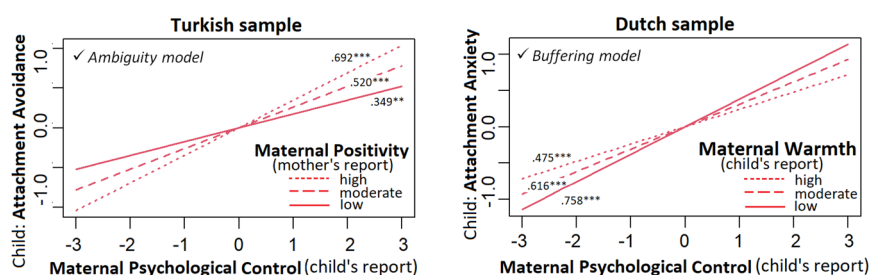 Turkish sample
Child: Attachment Avoidance
1.0
0.0
-1.0
✓ Ambiguity model
.692***
.520***
.349**
Maternal Positivity
(mother's report)
high
moderate
low
-3 -2 -1 0 1 2 3
Maternal Psychological Control (child's report)
Dutch sample
Child: Attachment Anxiety
1.0
0.0
-1.0
✓ Buffering model
.475***
.616***
.758***
Maternal Warmth
(child's report)
high
moderate
low
-3 -2 -1 0 1 2 3
Maternal Psychological Control (child's report)